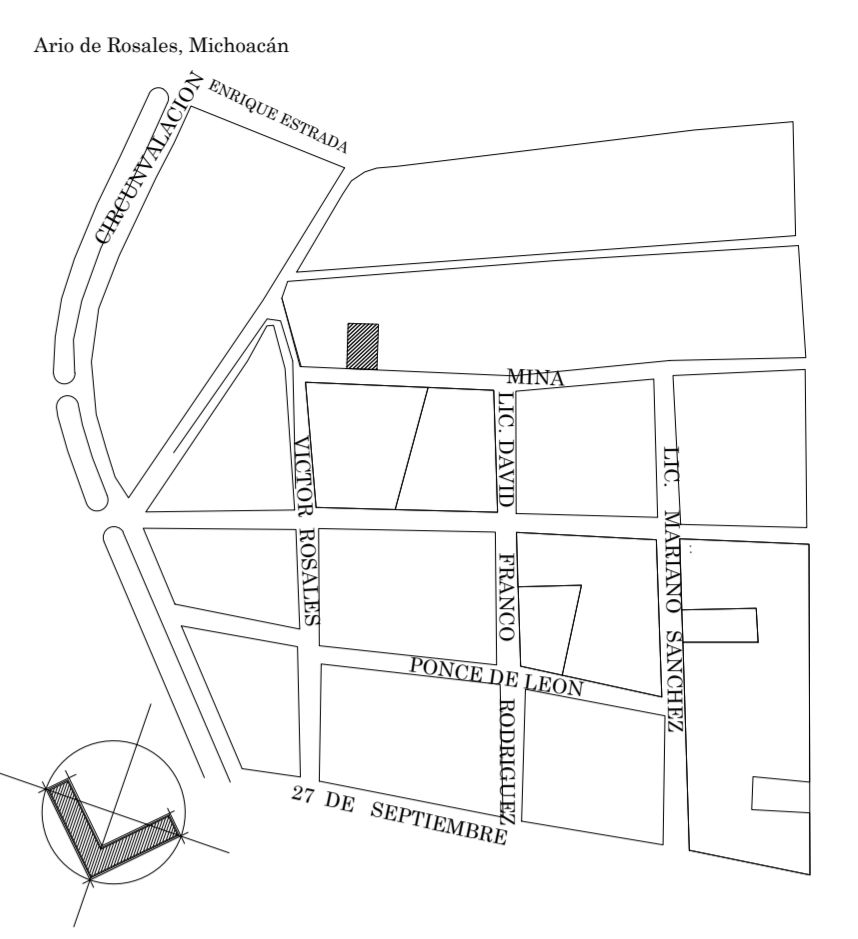 Ario de Rosales, Michoacán
ENRIQUE ESTRADA
CIRCUNVALACION
MINA
LIC. DAVID FRANCO RODRIGUEZ
VICTOR ROSALES
LIC. MARIANO SANCHEZ
PONCE DE LEON
27 DE SEPTIEMBRE